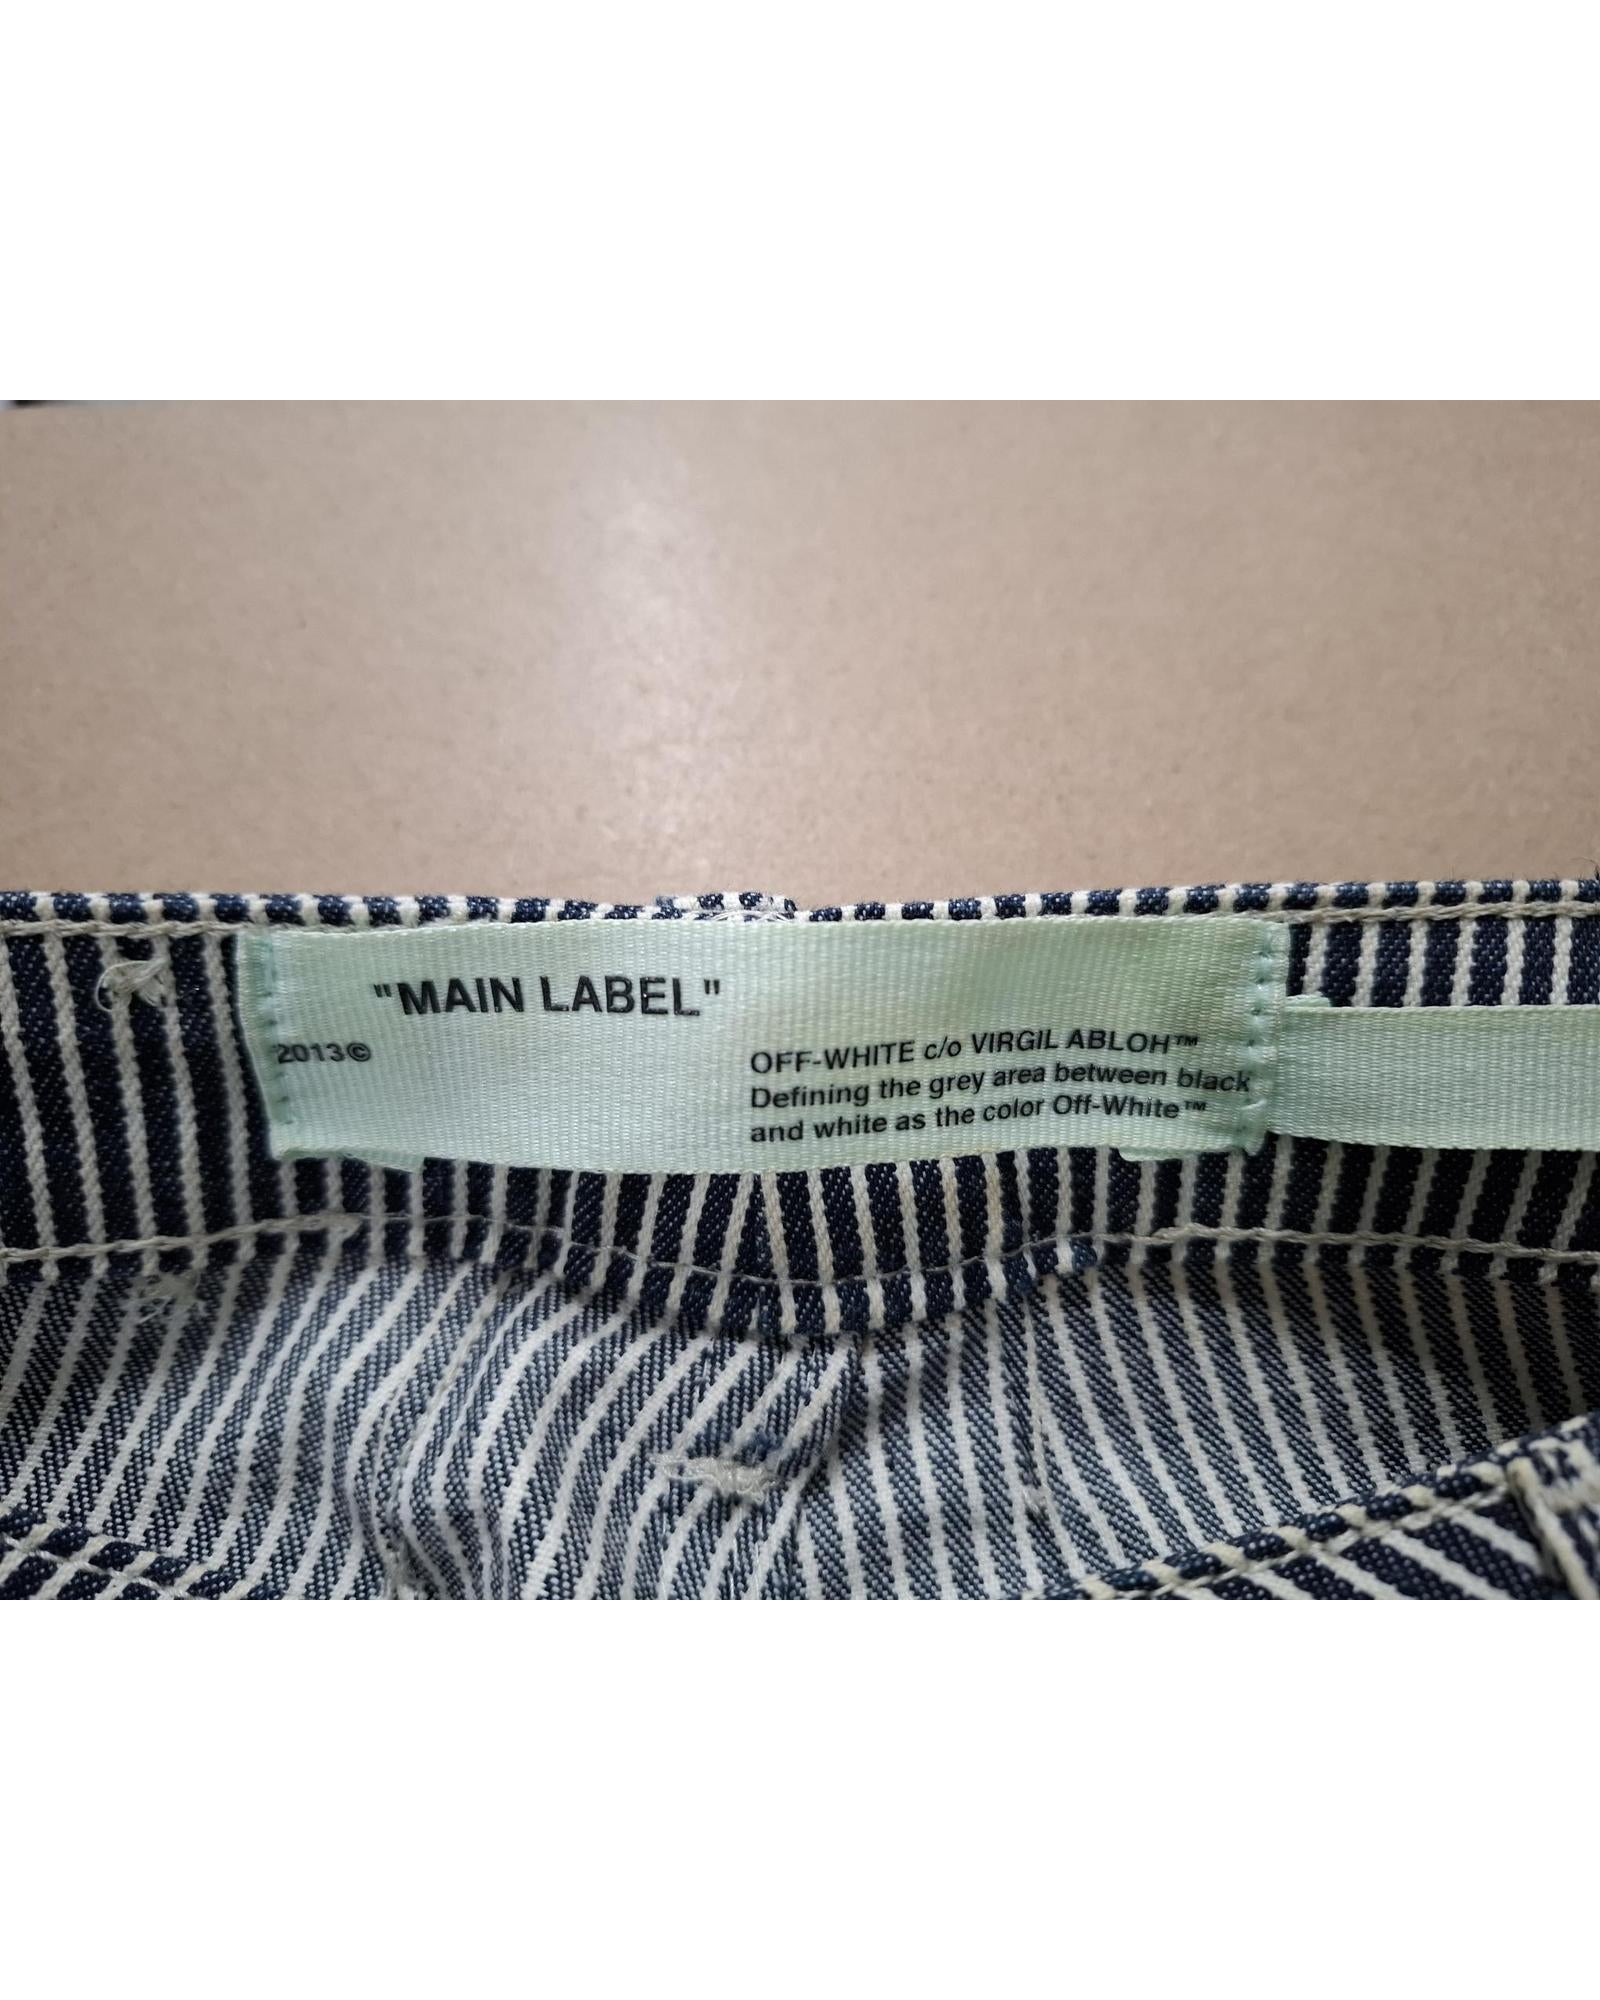 "MAIN LABEL"
2013©
OFF-WHITE c/o VIRGIL ABLOH™
Defining the grey area between black
and white as the color Off-White™